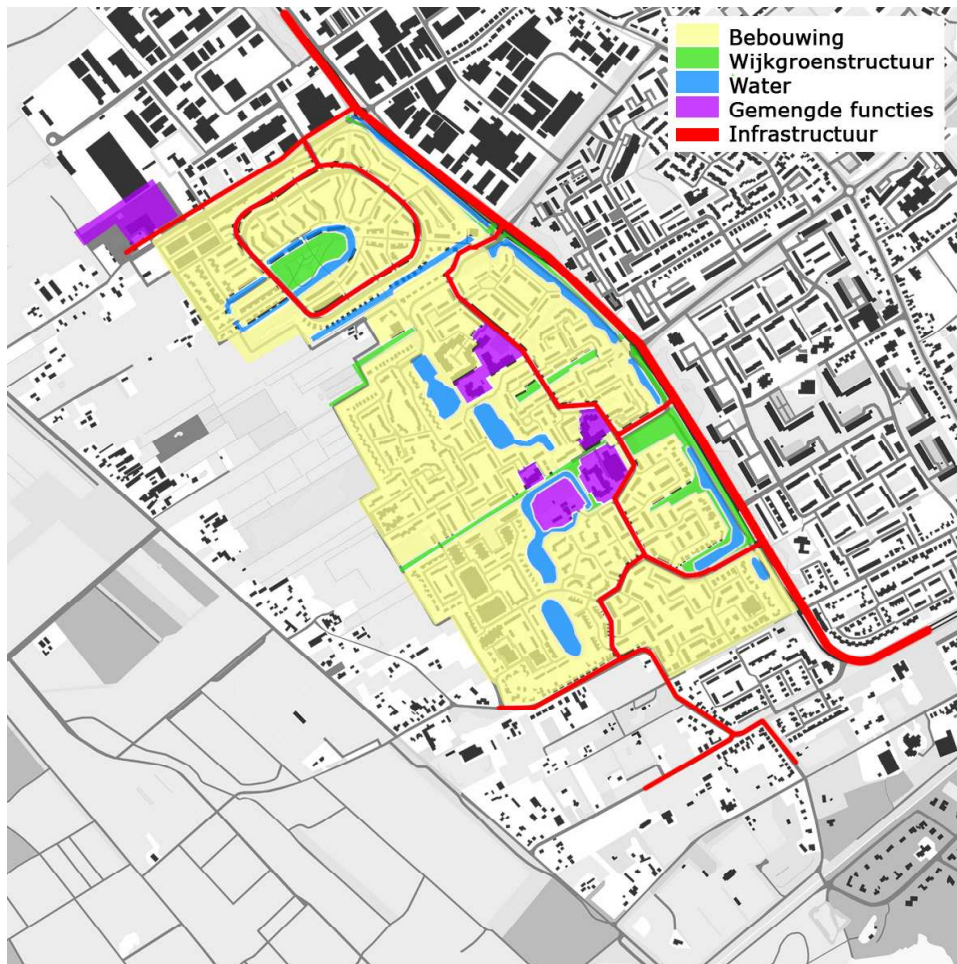 Bebouwing
Wijkgroenstructuur
Water
Gemengde functies
Infrastructuur